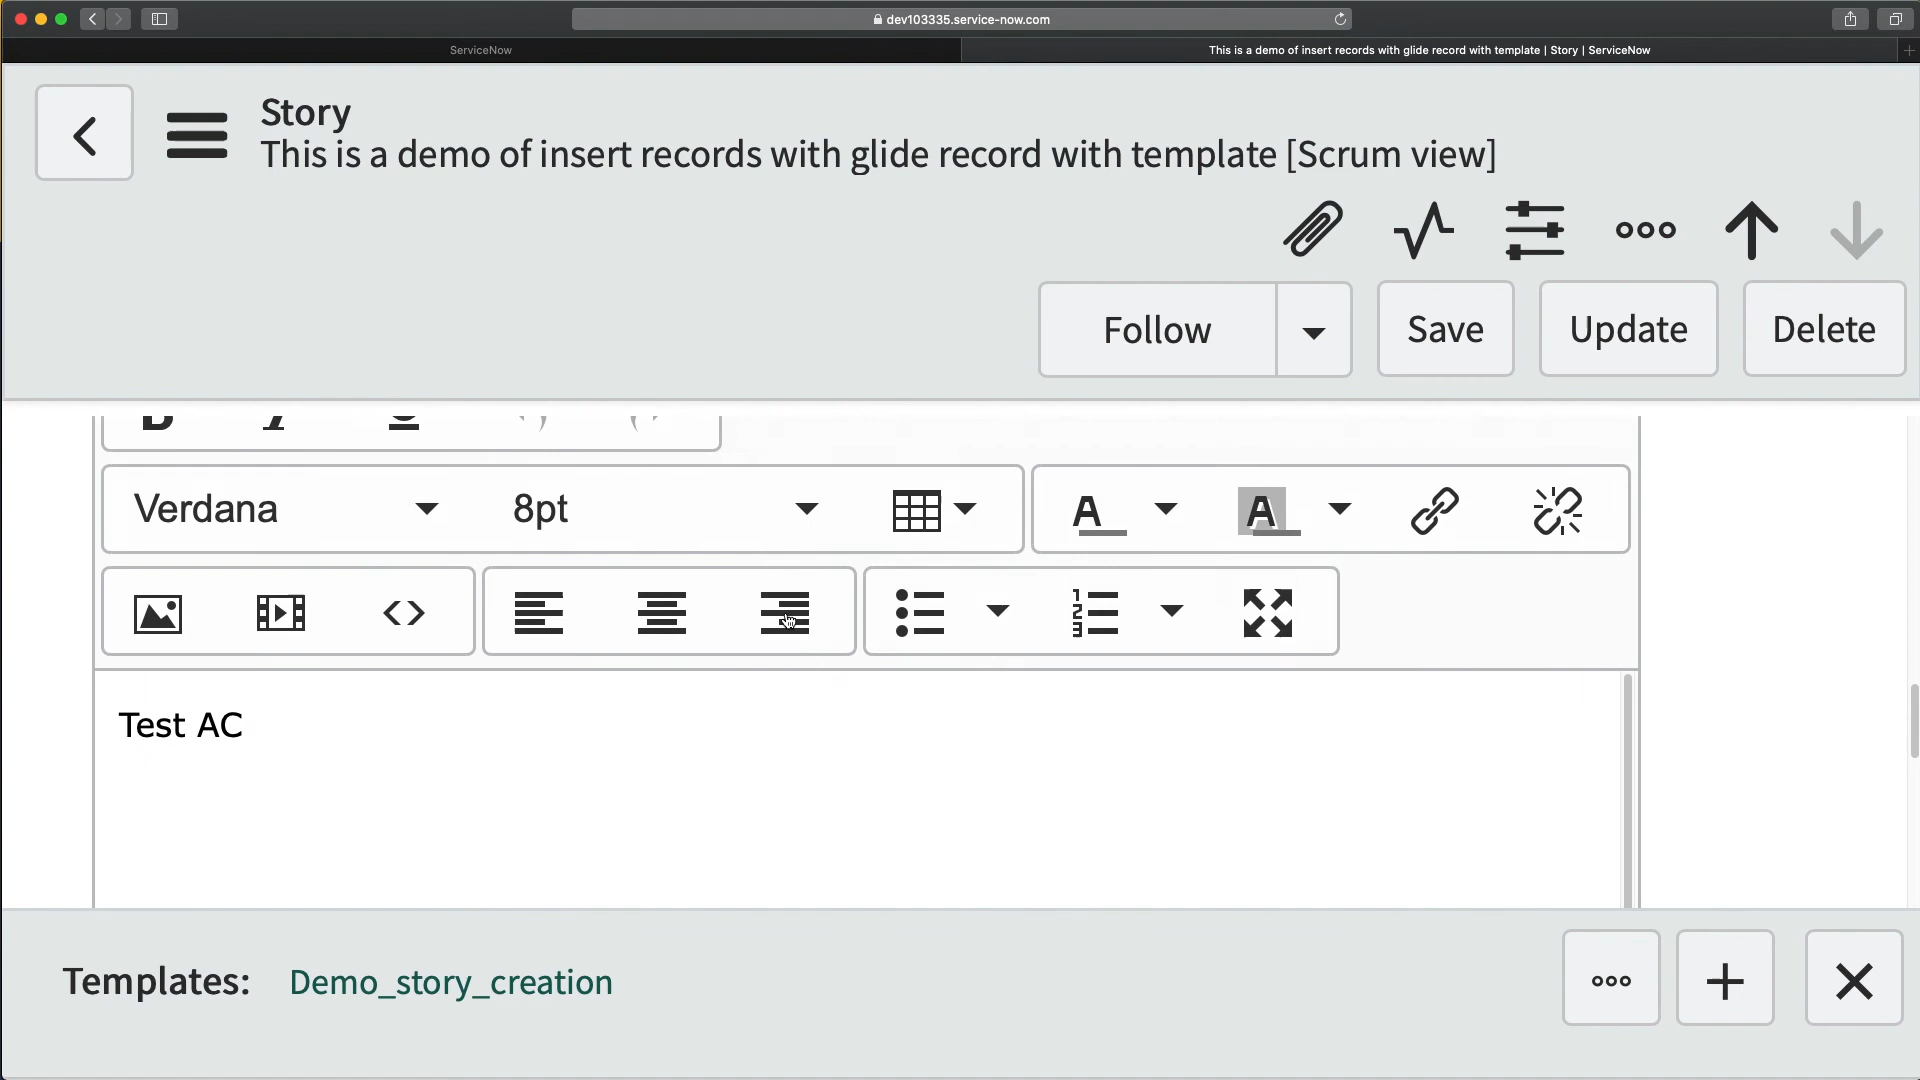 dev103335.service-now.com
ServiceNow
This is a demo of insert records with glide record with template | Story | ServiceNow
Story
This is a demo of insert records with glide record with template [Scrum view]
Follow
Save
Update
Delete
Verdana
8pt
Test AC
Templates: Demo_story_creation